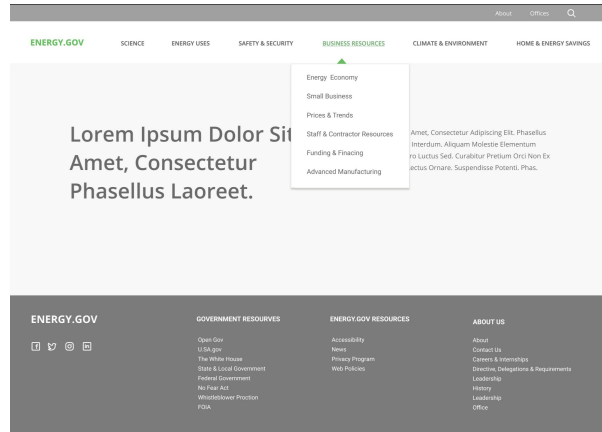 About Offices
ENERGY.GOV SCIENCE ENERGY USES SAFETY & SECURITY BUSINESS RESOURCES CLIMATE & ENVIRONMENT HOME & ENERGY SAVINGS
Energy Economy
Small Business
Prices & Trends
Staff & Contractor Resources
Funding & Finacing
Advanced Manufacturing
Lorem Ipsum Dolor Sit
Amet, Consectetur
Phasellus Laoreet.
Amet, Consectetur Adipiscing Elit. Phasellus
Interdum. Aliquam Molestie Elementum
Luctus Sed. Curabitur Pretium Orci Non Ex
Ornare. Suspendisse Potenti. Phas.
ENERGY.GOV
GOVERNMENT RESOURVES
Open Gov
U.SA.gov
The White House
State & Local Government
Federal Government
No Fear Act
Whistleblower Proction
FOIA
ENERGY.GOV RESOURCES
Accessibility
News
Privacy Program
Web Policies
ABOUT US
About
Contact Us
Careers & Internships
Directive, Delegations & Requirements
Leadership
History
Leadership
Office